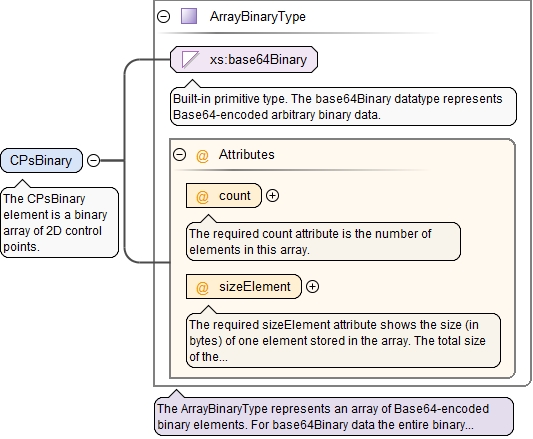 ArrayBinaryType
xs:base64Binary
Built-in primitive type. The base64Binary datatype represents
Base64-encoded arbitrary binary data.
@ Attributes
CPsBinary
The CPsBinary
element is a binary
array of 2D control
points.
@ count
The required count attribute is the number of
elements in this array.
@ sizeElement
The required sizeElement attribute shows the size (in
bytes) of one element stored in the array. The total size
of the...
The ArrayBinaryType represents an array of Base64-encoded
binary elements. For base64Binary data the entire binary...